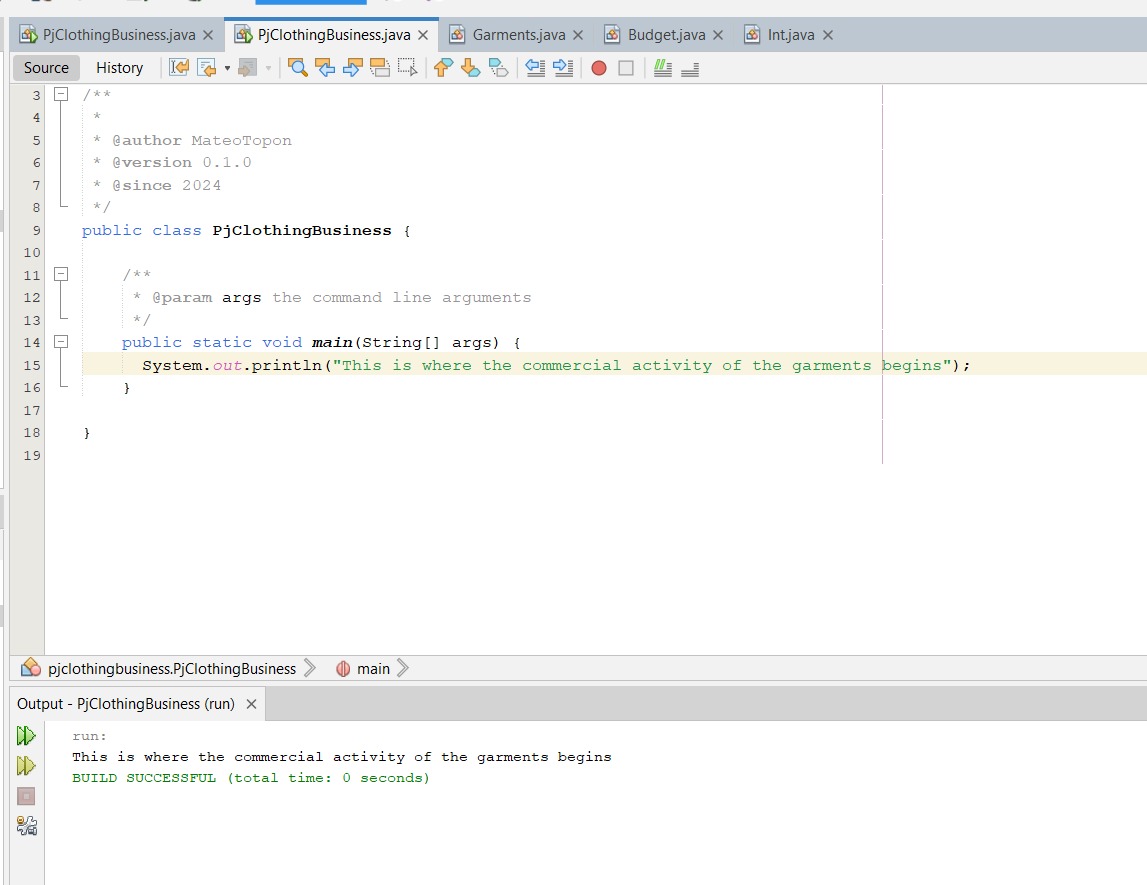 PjClothingBusiness.java PjClothingBusiness.java Garments.java Budget.java Int.java
Source History
3 /**
4 *
5 * @author MateoTopon
6 * @version 0.1.0
7 * @since 2024
8 */
9 public class PjClothingBusiness {
10
11 /**
12 * @param args the command line arguments
13 */
14 public static void main(String[] args) {
15 System.out.println("This is where the commercial activity of the garments begins");
16 }
17
18 }
19
pjclothingbusiness.PjClothingBusiness main
Output - PjClothingBusiness (run)
run:
This is where the commercial activity of the garments begins
BUILD SUCCESSFUL (total time: 0 seconds)